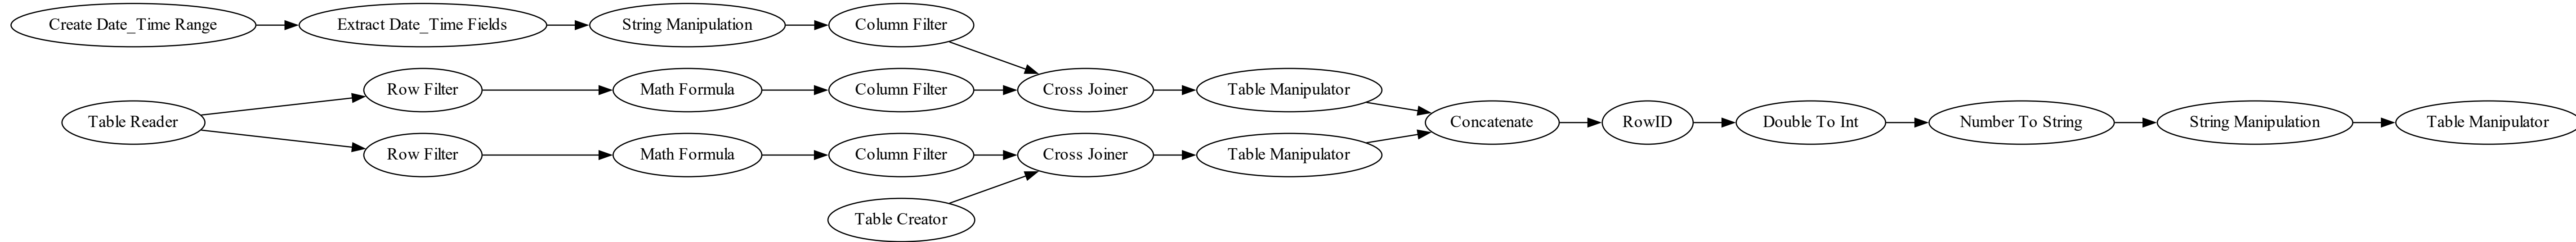 Create Date_Time Range
Extract Date_Time Fields
String Manipulation
Column Filter
Table Reader
Row Filter
Math Formula
Column Filter
Cross Joiner
Table Manipulator
Row Filter
Math Formula
Column Filter
Cross Joiner
Table Manipulator
Table Creator
Concatenate
RowID
Double To Int
Number To String
String Manipulation
Table Manipulator